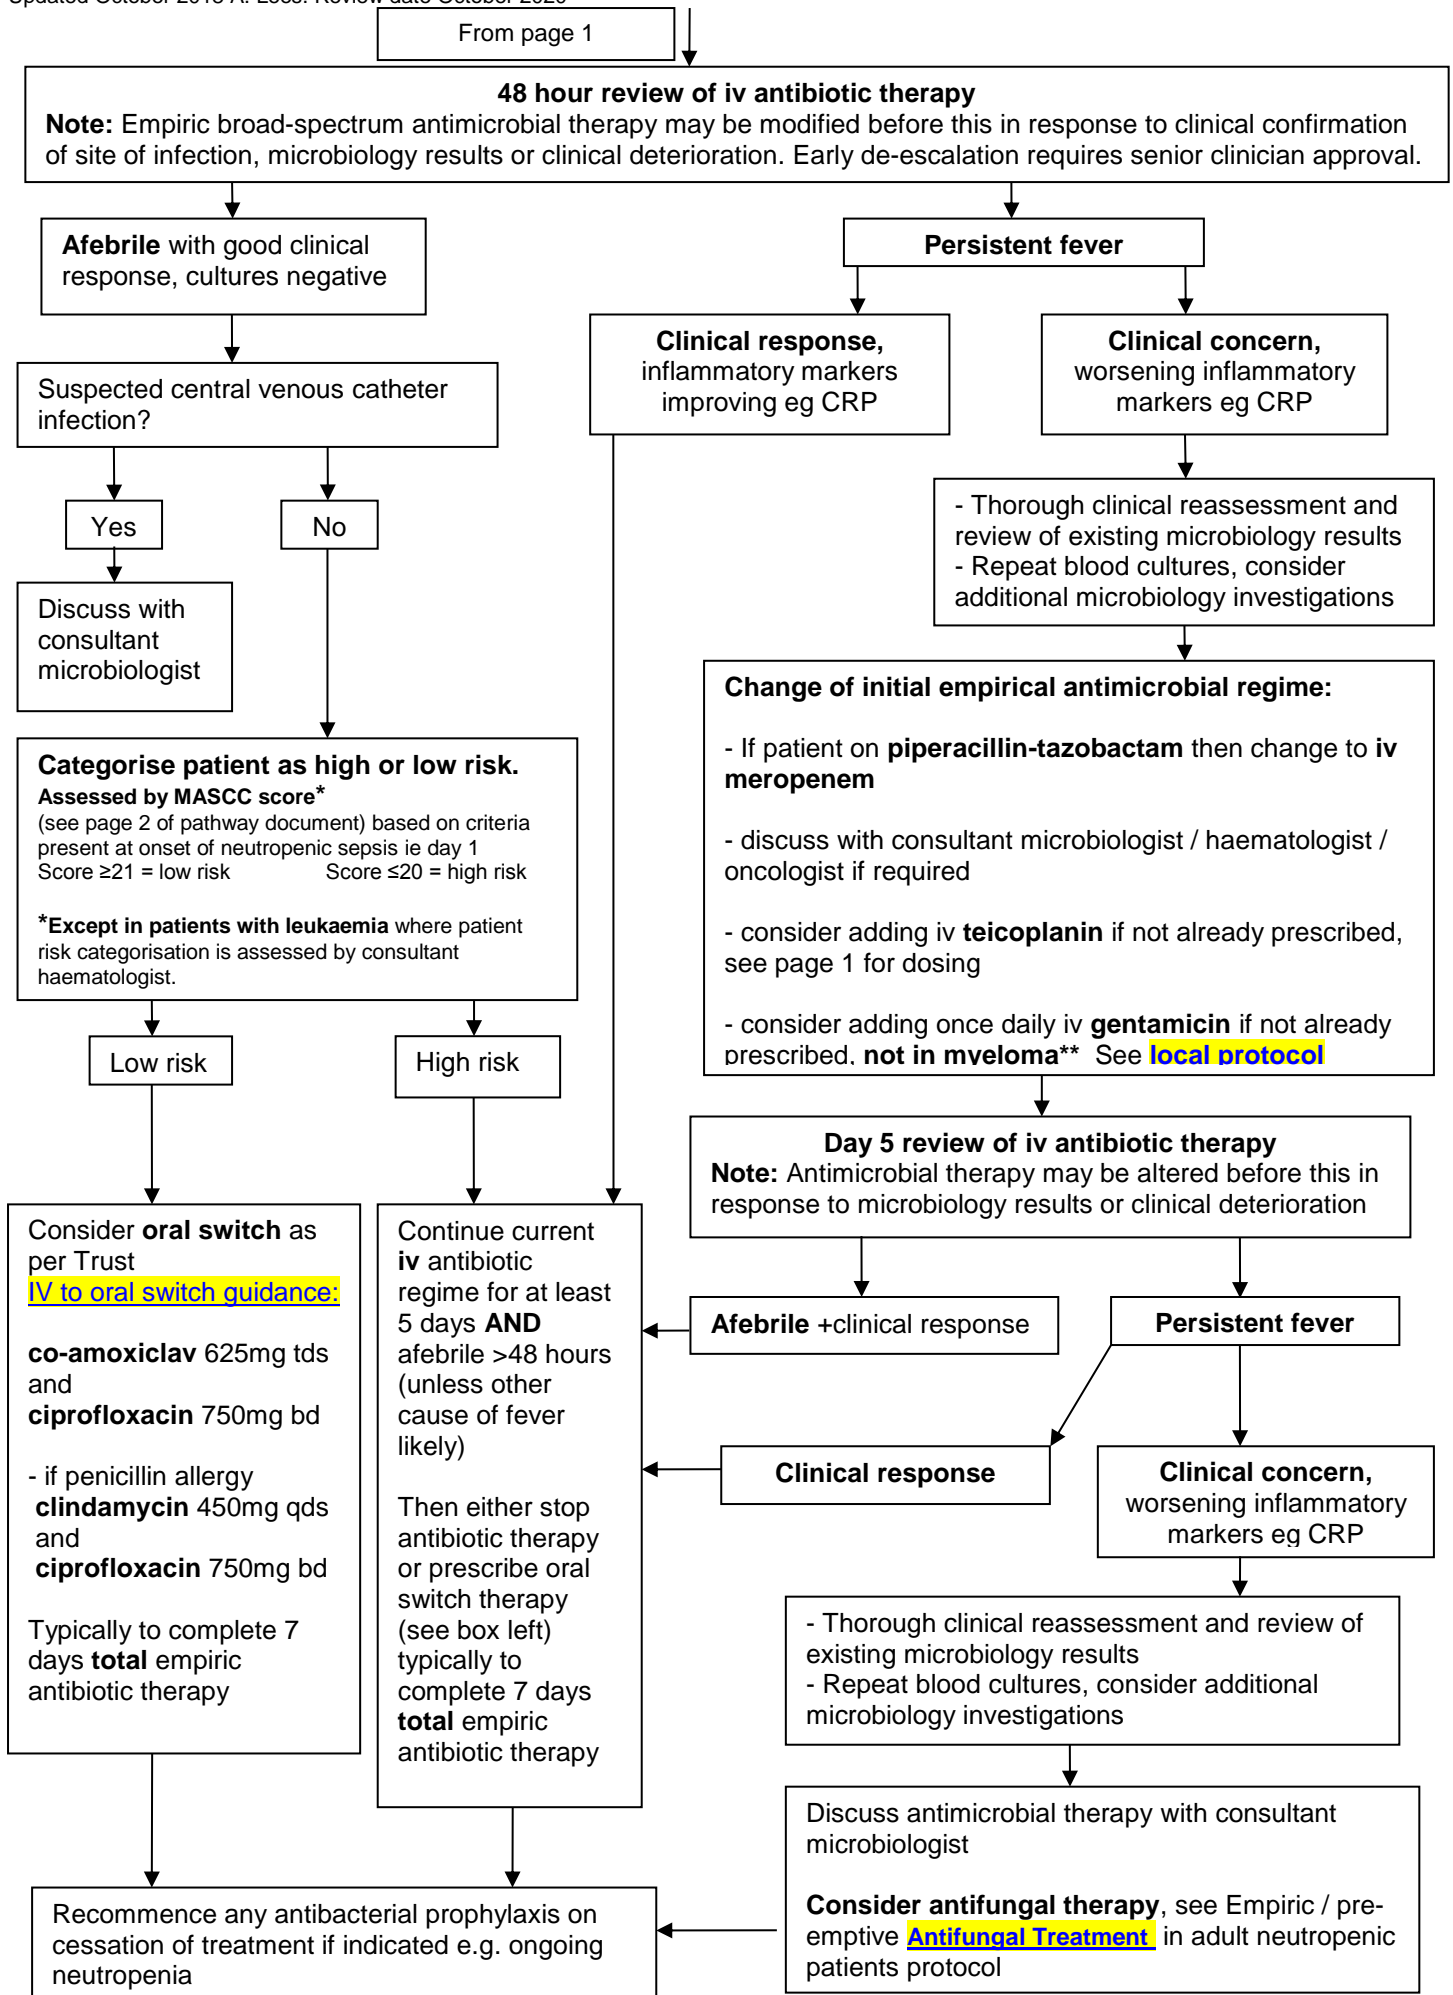 Updated October 2018 A. Lees. Review date October 2020
From page 1
48 hour review of iv antibiotic therapy
Note: Empiric broad-spectrum antimicrobial therapy may be modified before this in response to clinical confirmation
of site of infection, microbiology results or clinical deterioration. Early de-escalation requires senior clinician approval.
Afebrile with good clinical
response, cultures negative
Persistent fever
Clinical response,
inflammatory markers
improving eg CRP
Clinical concern,
worsening inflammatory
markers eg CRP
Suspected central venous catheter
infection?
Yes
No
Discuss with
consultant
microbiologist
- Thorough clinical reassessment and
review of existing microbiology results
- Repeat blood cultures, consider
additional microbiology investigations
Categorise patient as high or low risk.
Assessed by MASCC score*
(see page 2 of pathway document) based on criteria
present at onset of neutropenic sepsis ie day 1
Score ≥21 = low risk Score ≤20 = high risk
*Except in patients with leukaemia where patient
risk categorisation is assessed by consultant
haematologist.
Change of initial empirical antimicrobial regime:
- If patient on piperacillin-tazobactam then change to iv
meropenem
- discuss with consultant microbiologist / haematologist /
oncologist if required
- consider adding iv teicoplanin if not already prescribed,
see page 1 for dosing
- consider adding once daily iv gentamicin if not already
prescribed, not in myeloma** See local protocol
Low risk
High risk
Day 5 review of iv antibiotic therapy
Note: Antimicrobial therapy may be altered before this in
response to microbiology results or clinical deterioration
Consider oral switch as
per Trust
IV to oral switch guidance:
co-amoxiclav 625mg tds
and
ciprofloxacin 750mg bd
- if penicillin allergy
clindamycin 450mg qds
and
ciprofloxacin 750mg bd
Typically to complete 7
days total empiric
antibiotic therapy
Continue current
iv antibiotic
regime for at least
5 days AND
afebrile >48 hours
(unless other
cause of fever
likely)
Then either stop
antibiotic therapy
or prescribe oral
switch therapy
(see box left)
typically to
complete 7 days
total empiric
antibiotic therapy
Afebrile +clinical response
Persistent fever
Clinical response
Clinical concern,
worsening inflammatory
markers eg CRP
- Thorough clinical reassessment and review of
existing microbiology results
- Repeat blood cultures, consider additional
microbiology investigations
Discuss antimicrobial therapy with consultant
microbiologist
Consider antifungal therapy, see Empiric / pre-
emptive Antifungal Treatment in adult neutropenic
patients protocol
Recommence any antibacterial prophylaxis on
cessation of treatment if indicated e.g. ongoing
neutropenia